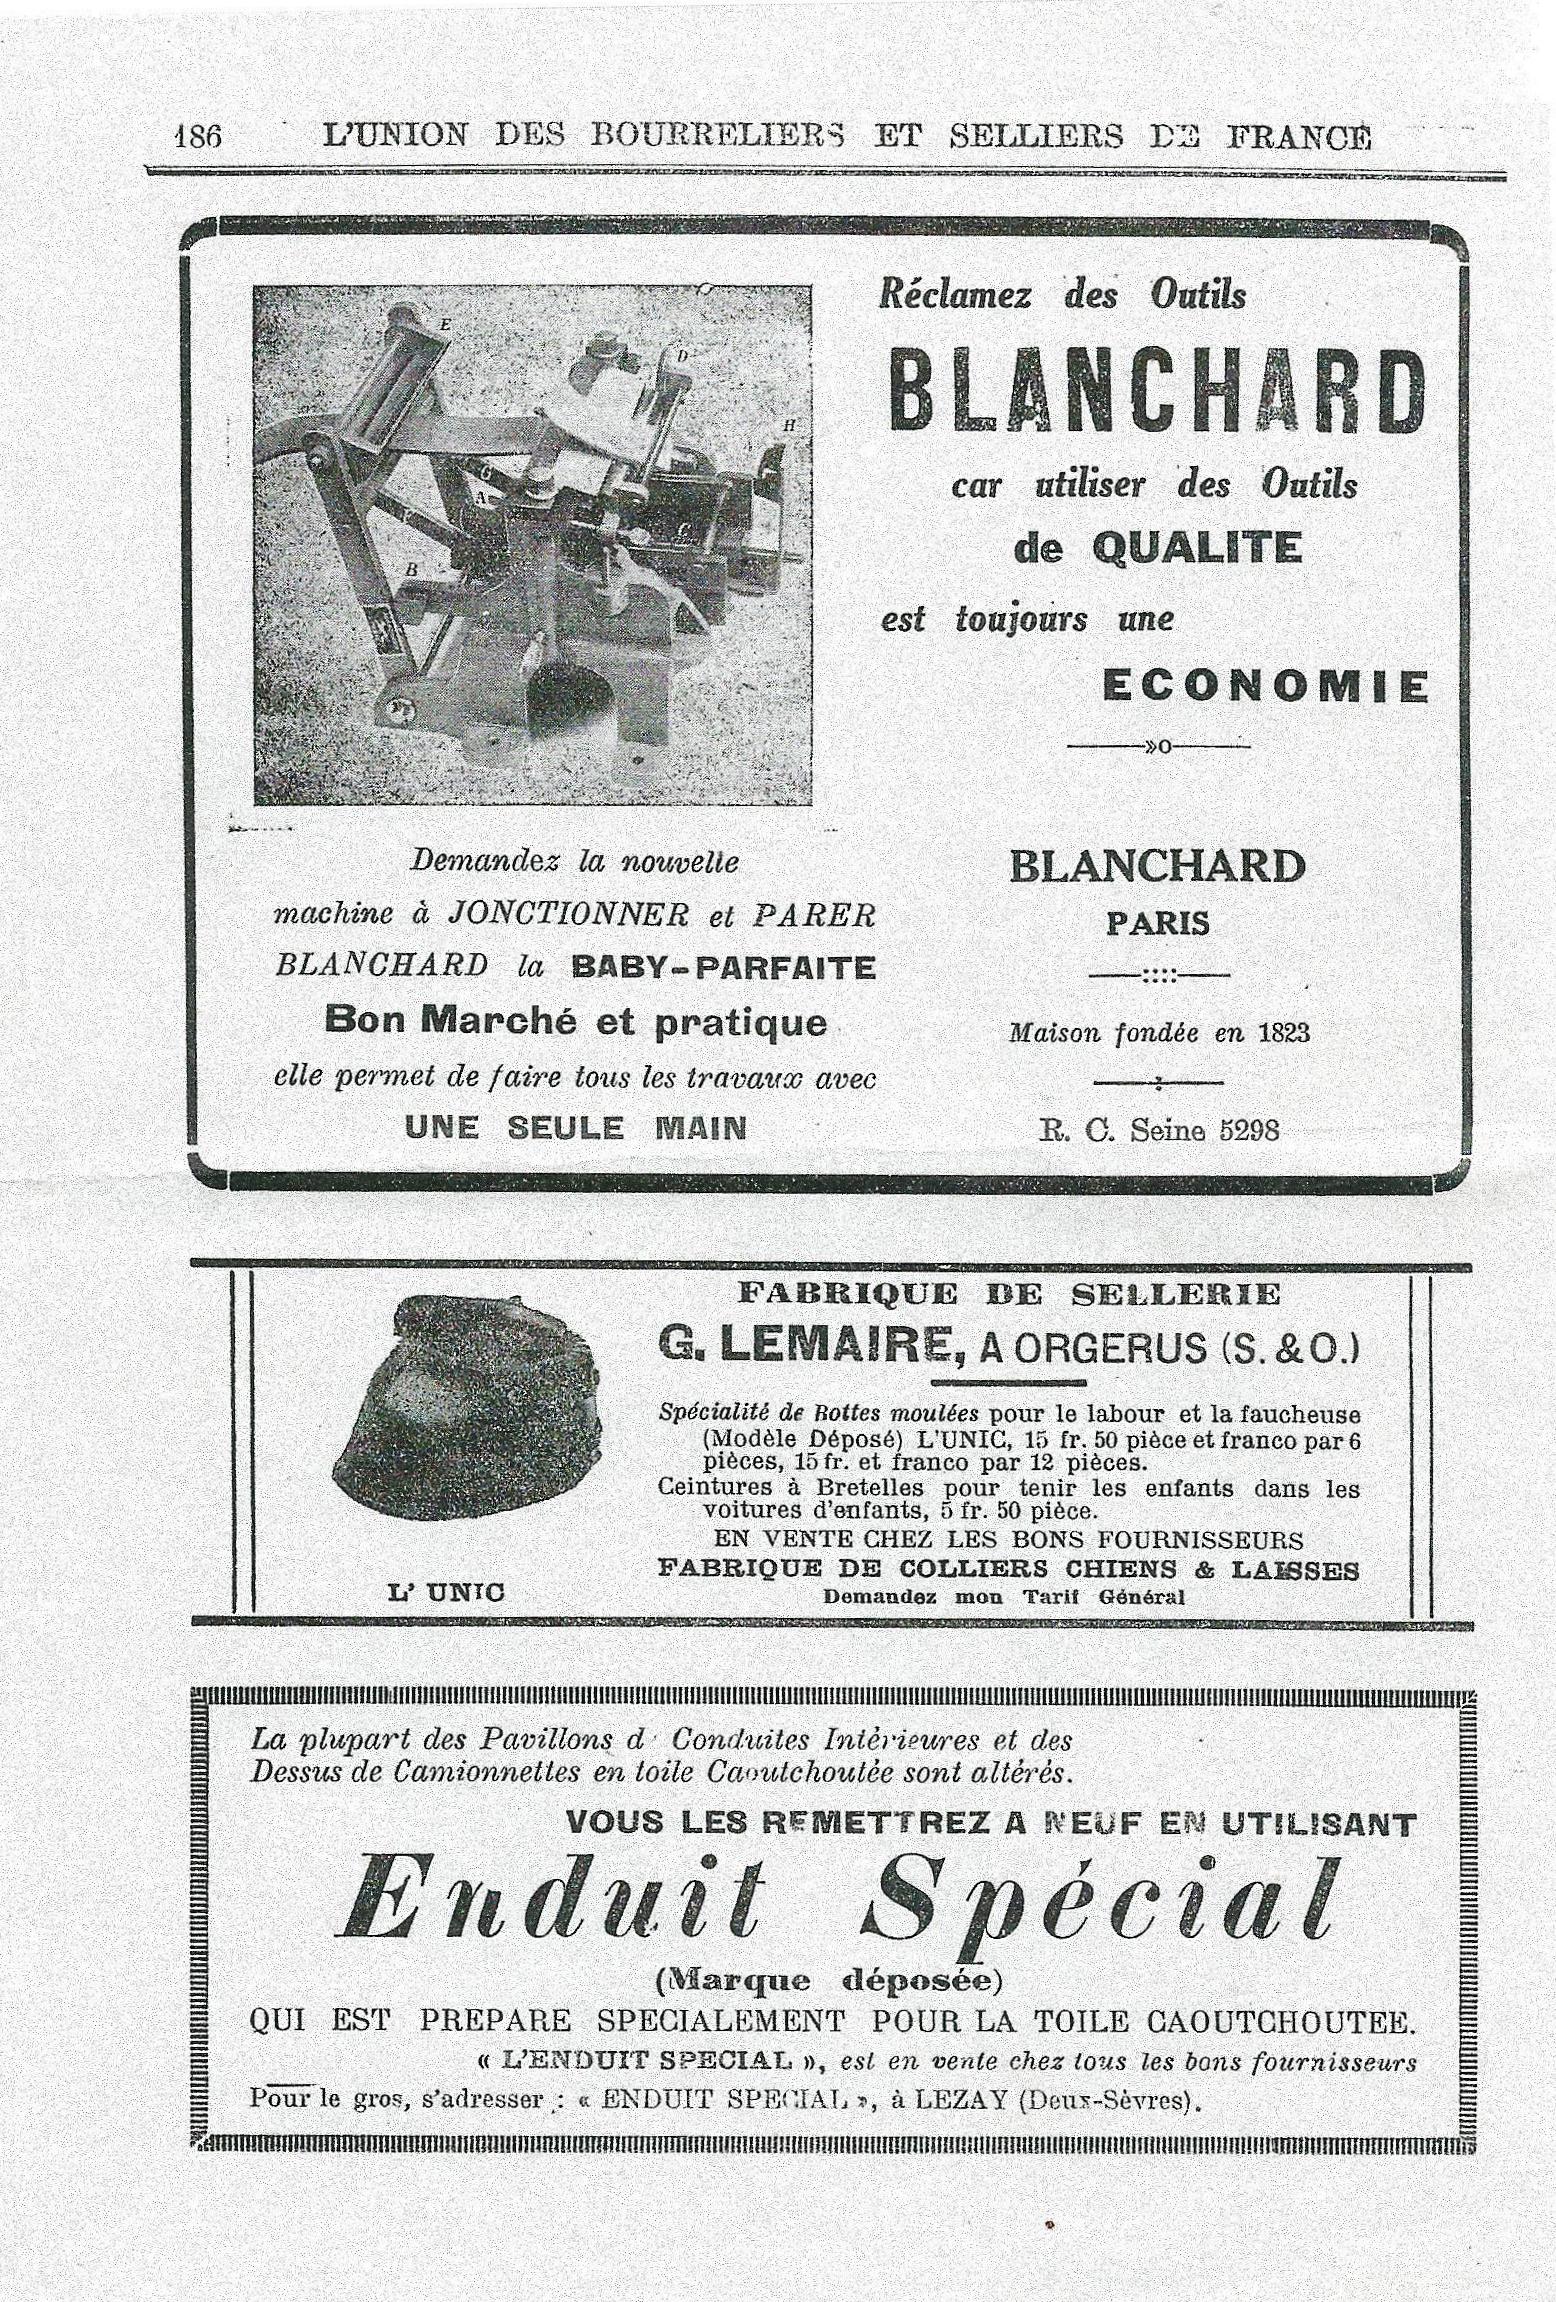 186 L'UNION DES BOURRELIERS ET SELLIERS DE FRANCE
E
D
H
G
A
C
F
B
Réclamez des Outils
BLANCHARD
car utiliser des Outils
de QUALITE
est toujours une
ECONOMIE
Demandez la nouvelle
machine à JONCTIONNER et PARER
BLANCHARD la BABY-PARFAITE
Bon Marché et pratique
elle permet de faire tous les travaux avec
UNE SEULE MAIN
BLANCHARD
PARIS
Maison fondée en 1823
R. C. Seine 5298
L'UNIC
FABRIQUE DE SELLERIE
G. LEMAIRE, A ORGERUS (S. & O.)
Spécialité de Bottes moulées pour le labour et la faucheuse
(Modèle Déposé) L'UNIC, 15 fr. 50 pièce et franco par 6
pièces, 15 fr. et franco par 12 pièces.
Ceintures à Bretelles pour tenir les enfants dans les
voitures d'enfants, 5 fr. 50 pièce.
EN VENTE CHEZ LES BONS FOURNISSEURS
FABRIQUE DE COLLIERS CHIENS & LAISSES
Demandez mon Tarif Général
La plupart des Pavillons d Conduites Intérieures et des
Dessus de Camionnettes en toile Caoutchoutée sont altérés.
VOUS LES REMETTREZ A NEUF EN UTILISANT
Enduit Spécial
(Marque déposée)
QUI EST PREPARE SPECIALEMENT POUR LA TOILE CAOUTCHOUTEE.
« L'ENDUIT SPECIAL », est en vente chez tous les bons fournisseurs
Pour le gros, s'adresser : « ENDUIT SPECIAL », à LEZAY (Deux-Sèvres).